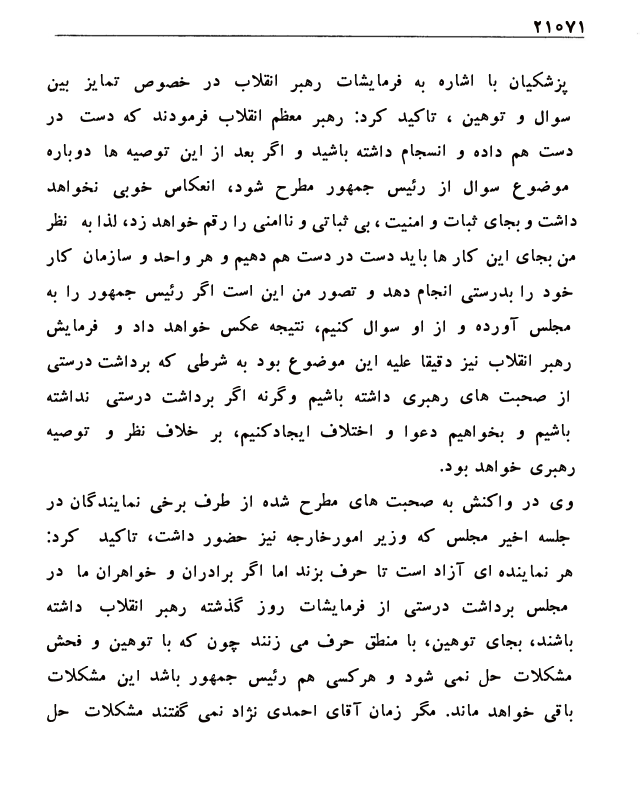 ۲۱۰۷۱
پزشکیان با اشاره به فرمایشات رهبر انقلاب در خصوص تمایز بین
سوال و توهین ، تاکید کرد: رهبر معظم انقلاب فرمودند که دست در
دست هم داده و انسجام داشته باشید و اگر بعد از این توصیه ها دوباره
موضوع سوال از رئیس جمهور مطرح شود، انعکاس خوبی نخواهد
داشت و بجای ثبات و امنیت ، بی ثباتی و ناامنی را رقم خواهد زد، لذا به نظر
من بجای این کار ها باید دست در دست هم دهیم و هر واحد و سازمان کار
خود را بدرستی انجام دهد و تصور من این است اگر رئیس جمهور را به
مجلس آورده و از او سوال کنیم، نتیجه عکس خواهد داد و فرمایش
رهبر انقلاب نیز دقیقا علیه این موضوع بود به شرطی که برداشت درستی
از صحبت های رهبری داشته باشیم وگرنه اگر برداشت درستی نداشته
باشیم و بخواهیم دعوا و اختلاف ایجادکنیم، بر خلاف نظر و توصیه
رهبری خواهد بود.
وی در واکنش به صحبت های مطرح شده از طرف برخی نمایندگان در
جلسه اخیر مجلس که وزیر امورخارجه نیز حضور داشت، تاکید کرد:
هر نماینده ای آزاد است تا حرف بزند اما اگر برادران و خواهران ما در
مجلس برداشت درستی از فرمایشات روز گذشته رهبر انقلاب داشته
باشند، بجای توهین، با منطق حرف می زنند چون که با توهین و فحش
مشکلات حل نمی شود و هرکسی هم رئیس جمهور باشد این مشکلات
باقی خواهد ماند. مگر زمان آقای احمدی نژاد نمی گفتند مشکلات حل